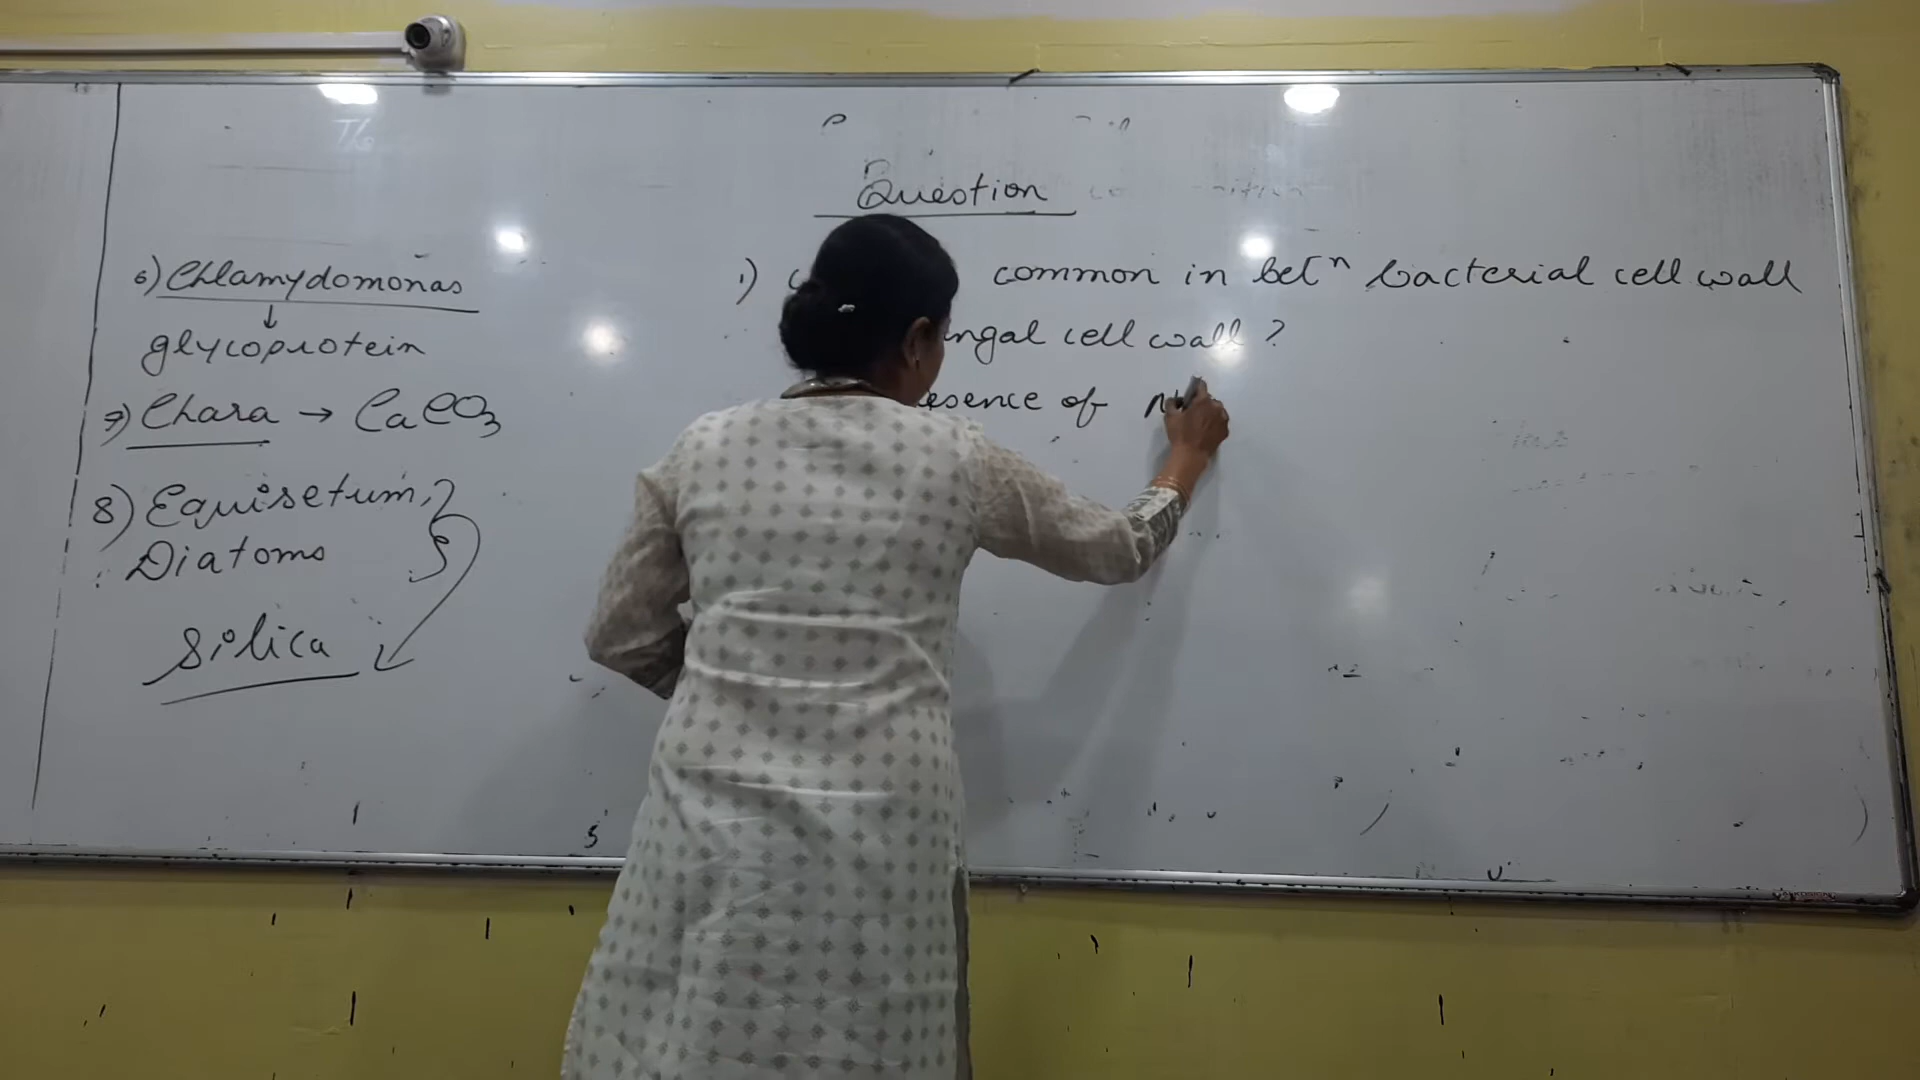 6) Chlamydomonas
↓
glycoprotein
7) Chara → CaCO3
8) Equisetum,
Diatoms
Silica
Question
1) common in betn bacterial cell wall
ngal cell wall ?
esence of